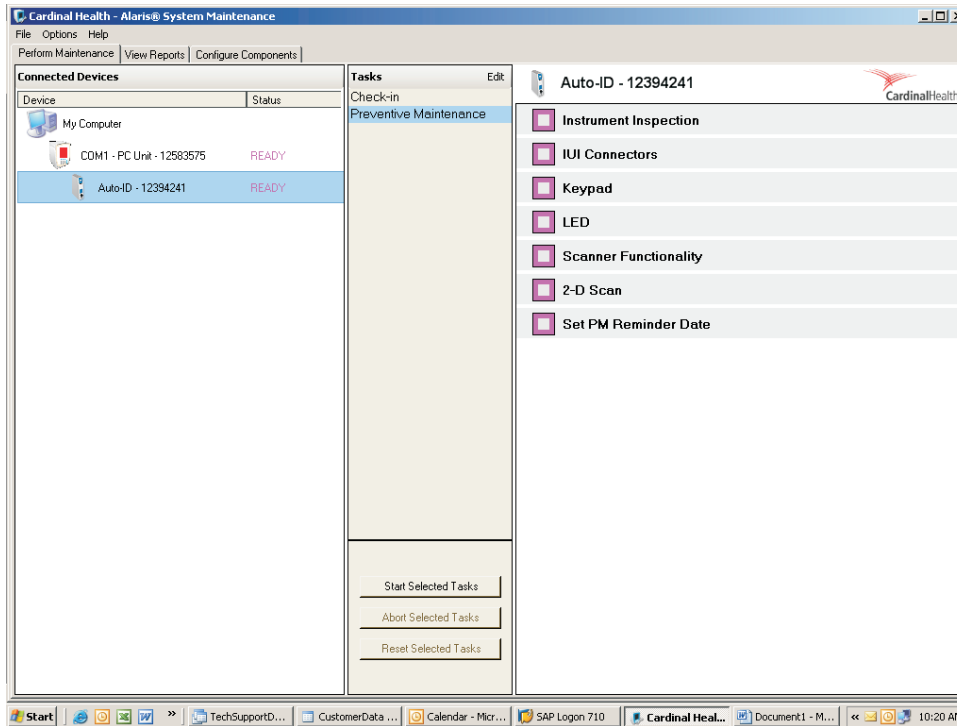 Cardinal Health - Alaris® System Maintenance
File Options Help
Perform Maintenance View Reports Configure Components
Connected Devices
Device Status
My Computer
COM1 - PC Unit - 12583575 READY
Auto-ID - 12394241 READY
Tasks Edit
Check-in
Preventive Maintenance
Start Selected Tasks
Abort Selected Tasks
Reset Selected Tasks
Auto-ID - 12394241
CardinalHealth
Instrument Inspection
IUI Connectors
Keypad
LED
Scanner Functionality
2-D Scan
Set PM Reminder Date
Start » TechSupportD... CustomerData ... Calendar - Micr... SAP Logon 710 Cardinal Heal... Document1 - M... « 10:20 AM